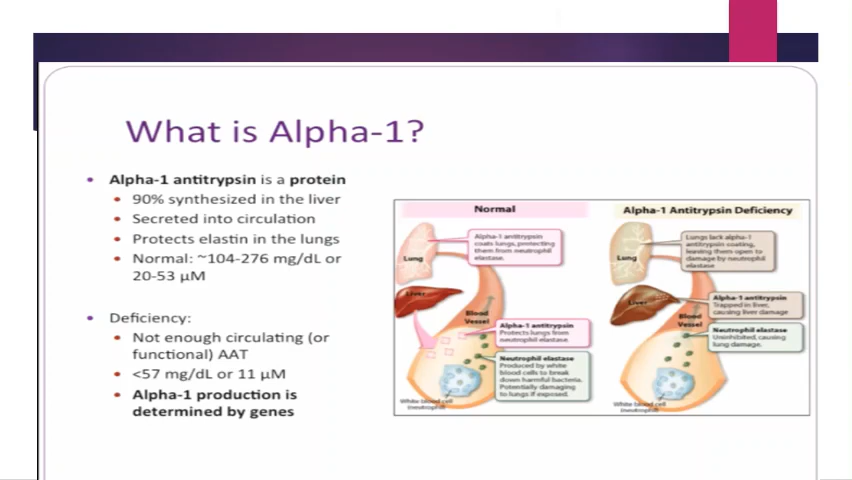 What is Alpha-1?
• Alpha-1 antitrypsin is a protein
• 90% synthesized in the liver
• Secreted into circulation
• Protects elastin in the lungs
• Normal: ~104-276 mg/dL or
20-53 µM
• Deficiency:
• Not enough circulating (or
functional) AAT
• <57 mg/dL or 11 µM
• Alpha-1 production is
determined by genes
Normal
Alpha-1 antitrypsin
coats lungs, protecting
them from neutrophil
elastase.
Lung
Liver
Blood
Vessel
Alpha-1 antitrypsin
Protects lungs from
neutrophil elastase.
Neutrophil elastase
Produced by white
blood cells to break
down harmful bacteria.
Potentially damaging
to lungs if exposed.
White blood cell
(neutrophil)
Alpha-1 Antitrypsin Deficiency
Lungs lack alpha-1
antitrypsin coating,
leaving them open to
damage by neutrophil
elastase
Lung
Liver
Alpha-1 antitrypsin
Trapped in liver,
causing liver damage
Blood
Vessel
Neutrophil elastase
Uninhibited, causing
lung damage.
White blood cell
(neutrophil)